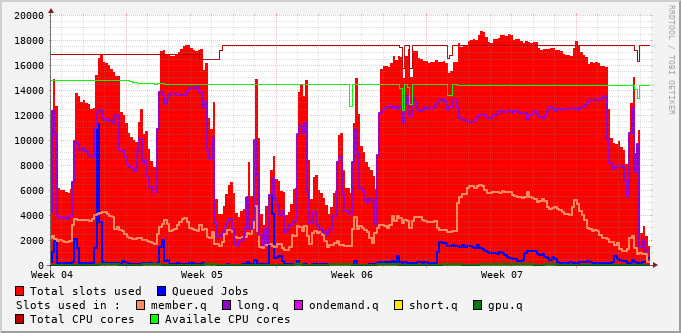 RRDTOOL / TOBI OETIKER
20000
18000
16000
14000
12000
10000
8000
6000
4000
2000
0
Week 04 Week 05 Week 06 Week 07
Total slots used Queued Jobs
Slots used in : member.q long.q ondemand.q short.q gpu.q
Total CPU cores Availale CPU cores